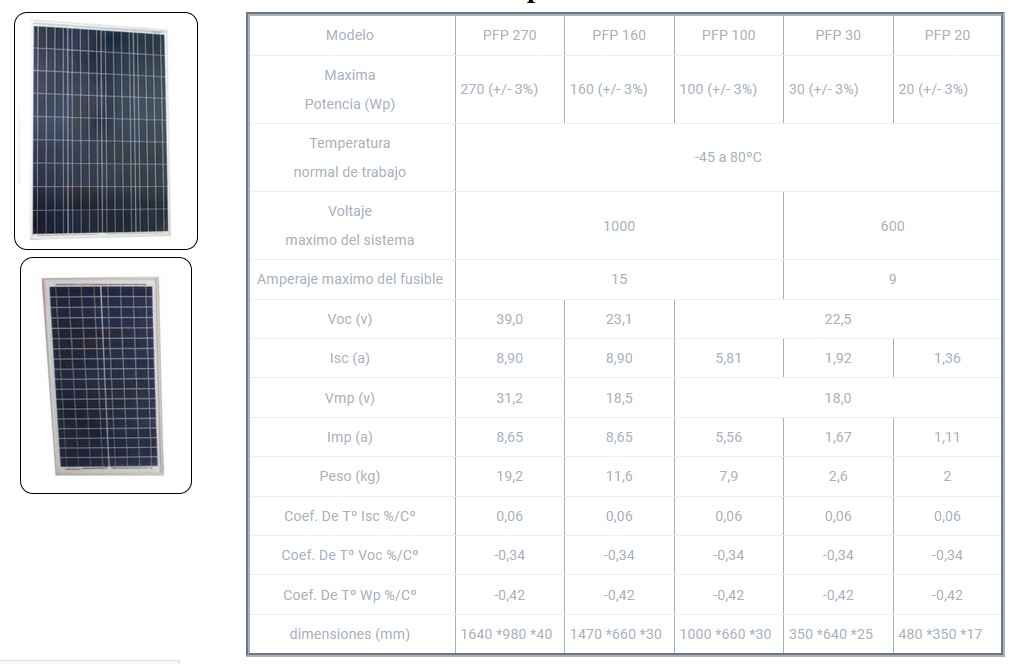 Modelo PFP 270 PFP 160 PFP 100 PFP 30 PFP 20
Maxima
Potencia (Wp) 270 (+/- 3%) 160 (+/- 3%) 100 (+/- 3%) 30 (+/- 3%) 20 (+/- 3%)
Temperatura
normal de trabajo -45 a 80ºC
Voltaje
maximo del sistema 1000 600
Amperaje maximo del fusible 15 9
Voc (v) 39,0 23,1 22,5
Isc (a) 8,90 8,90 5,81 1,92 1,36
Vmp (v) 31,2 18,5 18,0
Imp (a) 8,65 8,65 5,56 1,67 1,11
Peso (kg) 19,2 11,6 7,9 2,6 2
Coef. De Tº Isc %/Cº 0,06 0,06 0,06 0,06 0,06
Coef. De Tº Voc %/Cº -0,34 -0,34 -0,34 -0,34 -0,34
Coef. De Tº Wp %/Cº -0,42 -0,42 -0,42 -0,42 -0,42
dimensiones (mm) 1640 *980 *40 1470 *660 *30 1000 *660 *30 350 *640 *25 480 *350 *17